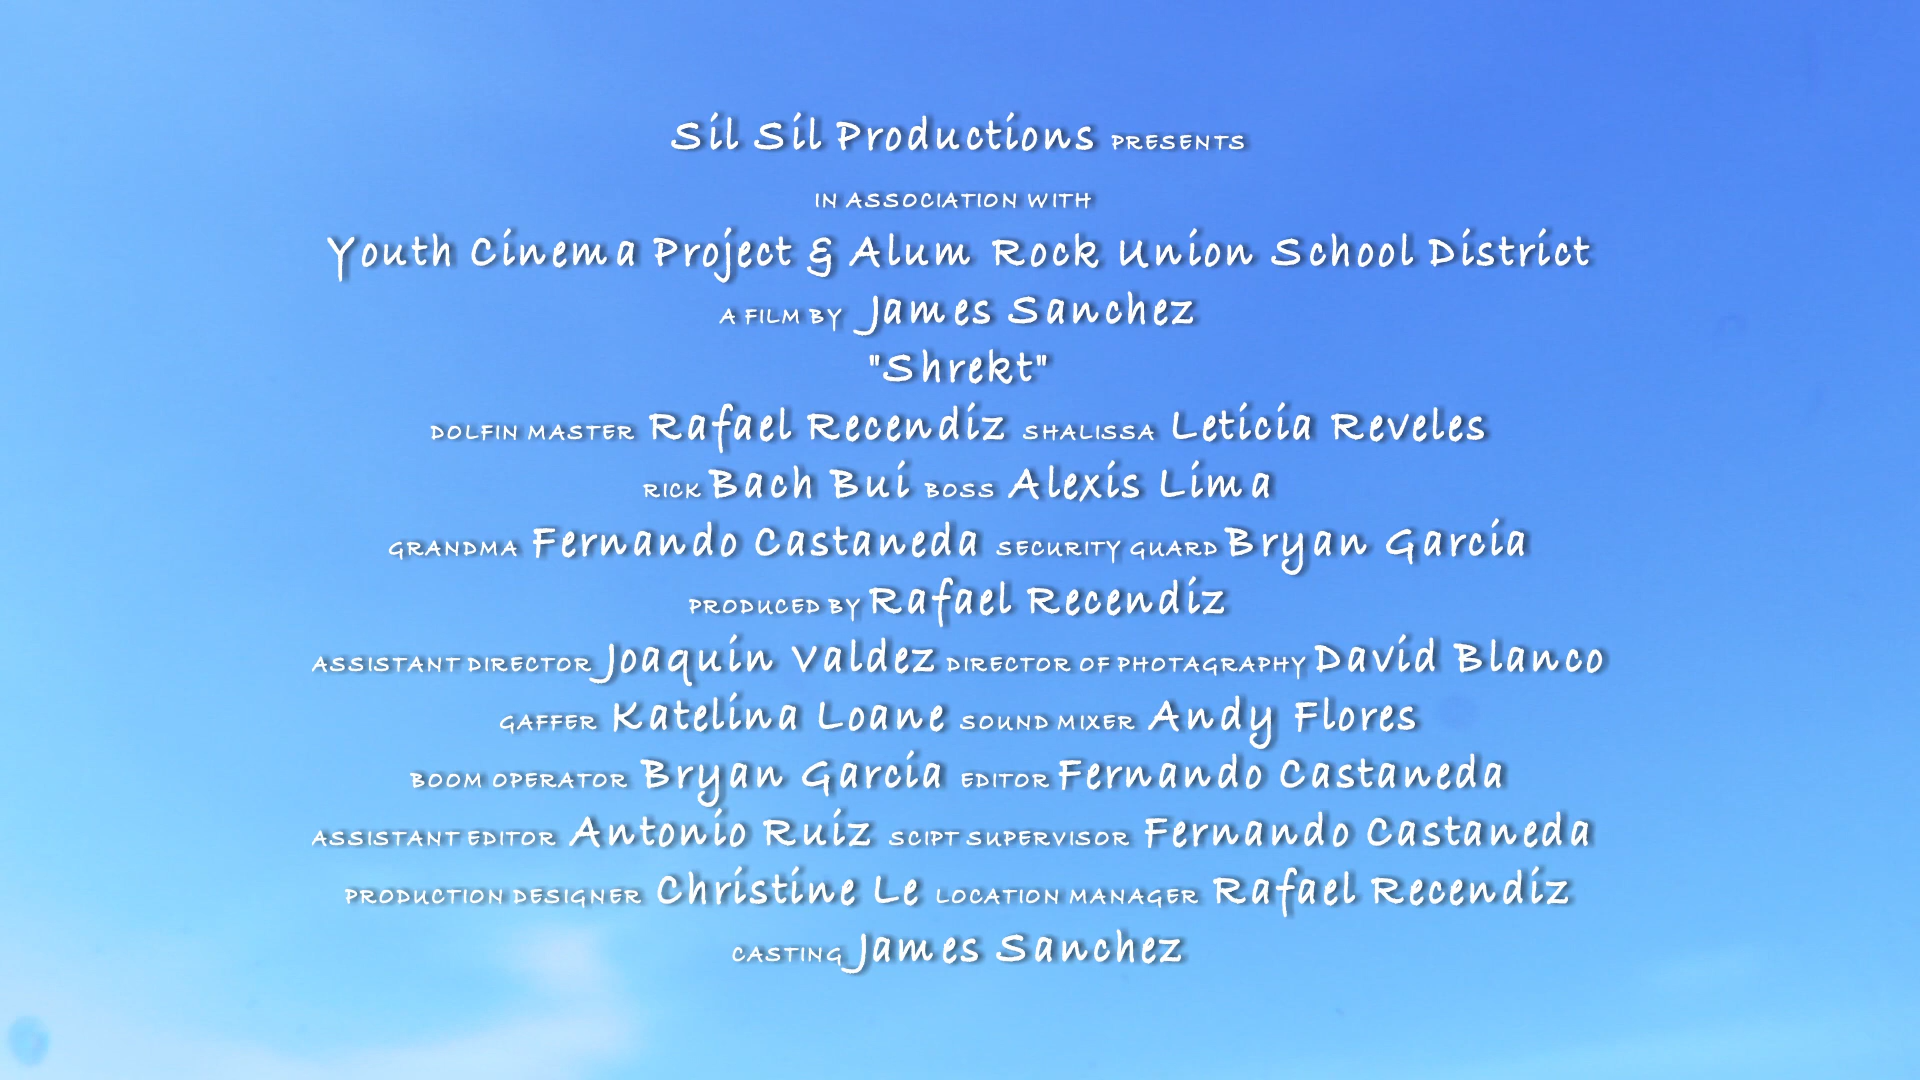 Sil Sil Productions PRESENTS
IN ASSOCIATION WITH
Youth Cinema Project & Alum Rock Union School District
A FILM BY James Sanchez
"Shrekt"
DOLFIN MASTER Rafael Recendiz SHALISSA Leticia Reveles
RICK Bach Bui BOSS Alexis Lima
GRANDMA Fernando Castaneda SECURITY GUARD Bryan Garcia
PRODUCED BY Rafael Recendiz
ASSISTANT DIRECTOR Joaquin Valdez DIRECTOR OF PHOTAGRAPHY David Blanco
GAFFER Katelina Loane SOUND MIXER Andy Flores
BOOM OPERATOR Bryan Garcia EDITOR Fernando Castaneda
ASSISTANT EDITOR Antonio Ruiz SCIPT SUPERVISOR Fernando Castaneda
PRODUCTION DESIGNER Christine Le LOCATION MANAGER Rafael Recendiz
CASTING James Sanchez